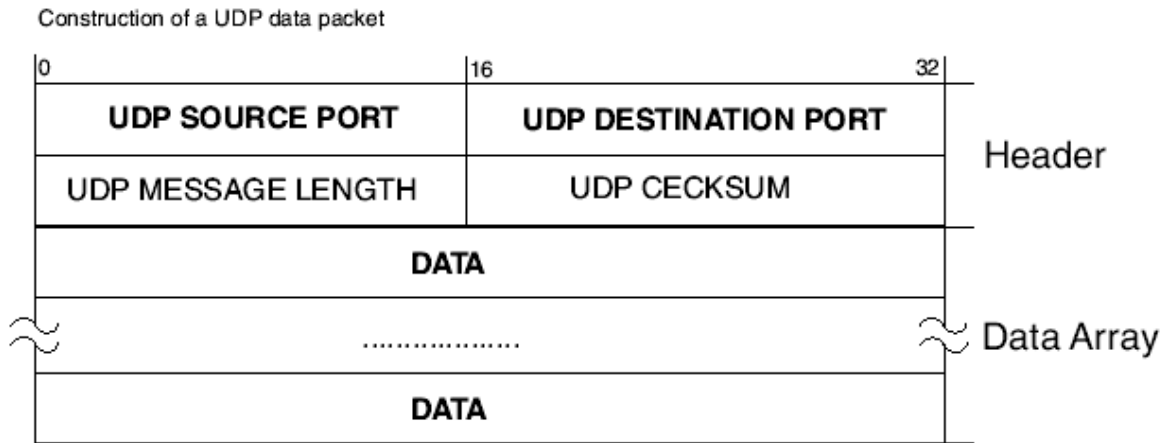 Construction of a UDP data packet
0 16 32
UDP SOURCE PORT UDP DESTINATION PORT
Header
UDP MESSAGE LENGTH UDP CECKSUM
DATA
................... Data Array
DATA